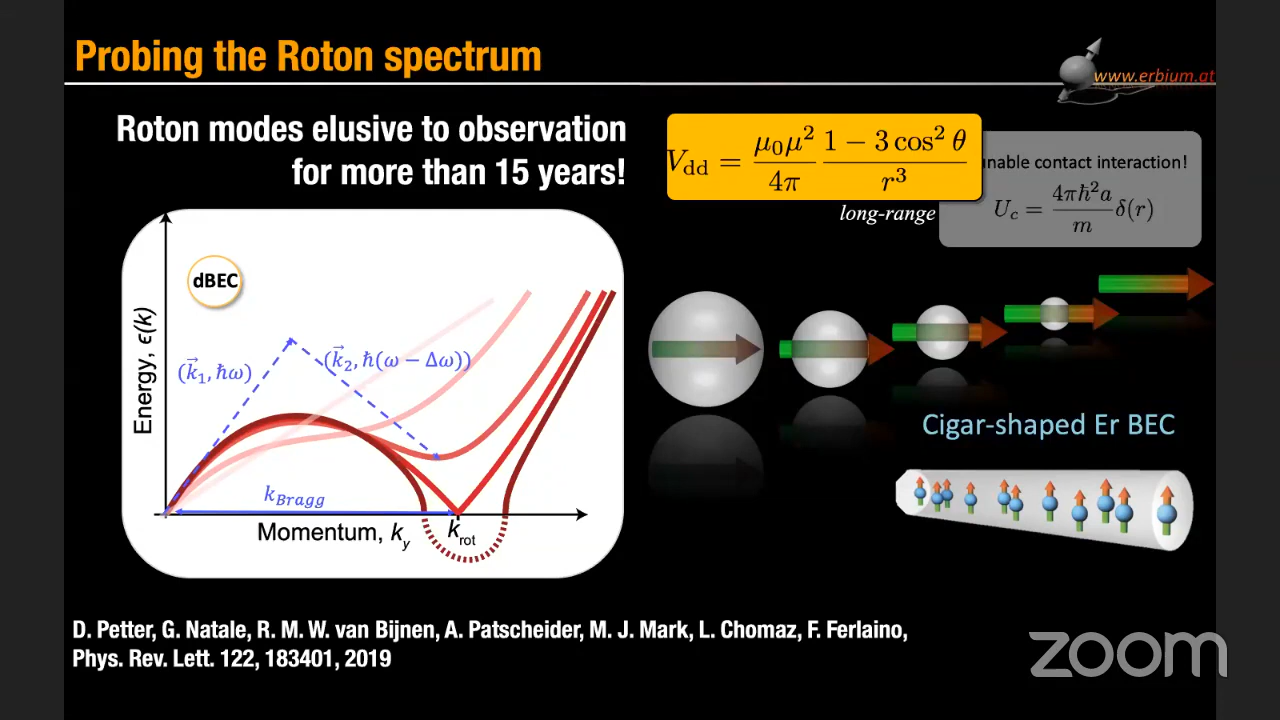 Probing the Roton spectrum
www.erbium.at
Roton modes elusive to observation
for more than 15 years!
V_dd = μ₀μ²/4π (1 − 3 cos² θ)/r³
unable contact interaction!
U_c = 4πħ²a/m δ(r)
long-range
dBEC
Energy, ϵ(k)
(k⃗₁, ħω)
(k⃗₂, ħ(ω − Δω))
k_Bragg
Momentum, k_y
k_rot
Cigar-shaped Er BEC
D. Petter, G. Natale, R. M. W. van Bijnen, A. Patscheider, M. J. Mark, L. Chomaz, F. Ferlaino,
Phys. Rev. Lett. 122, 183401, 2019
zoom